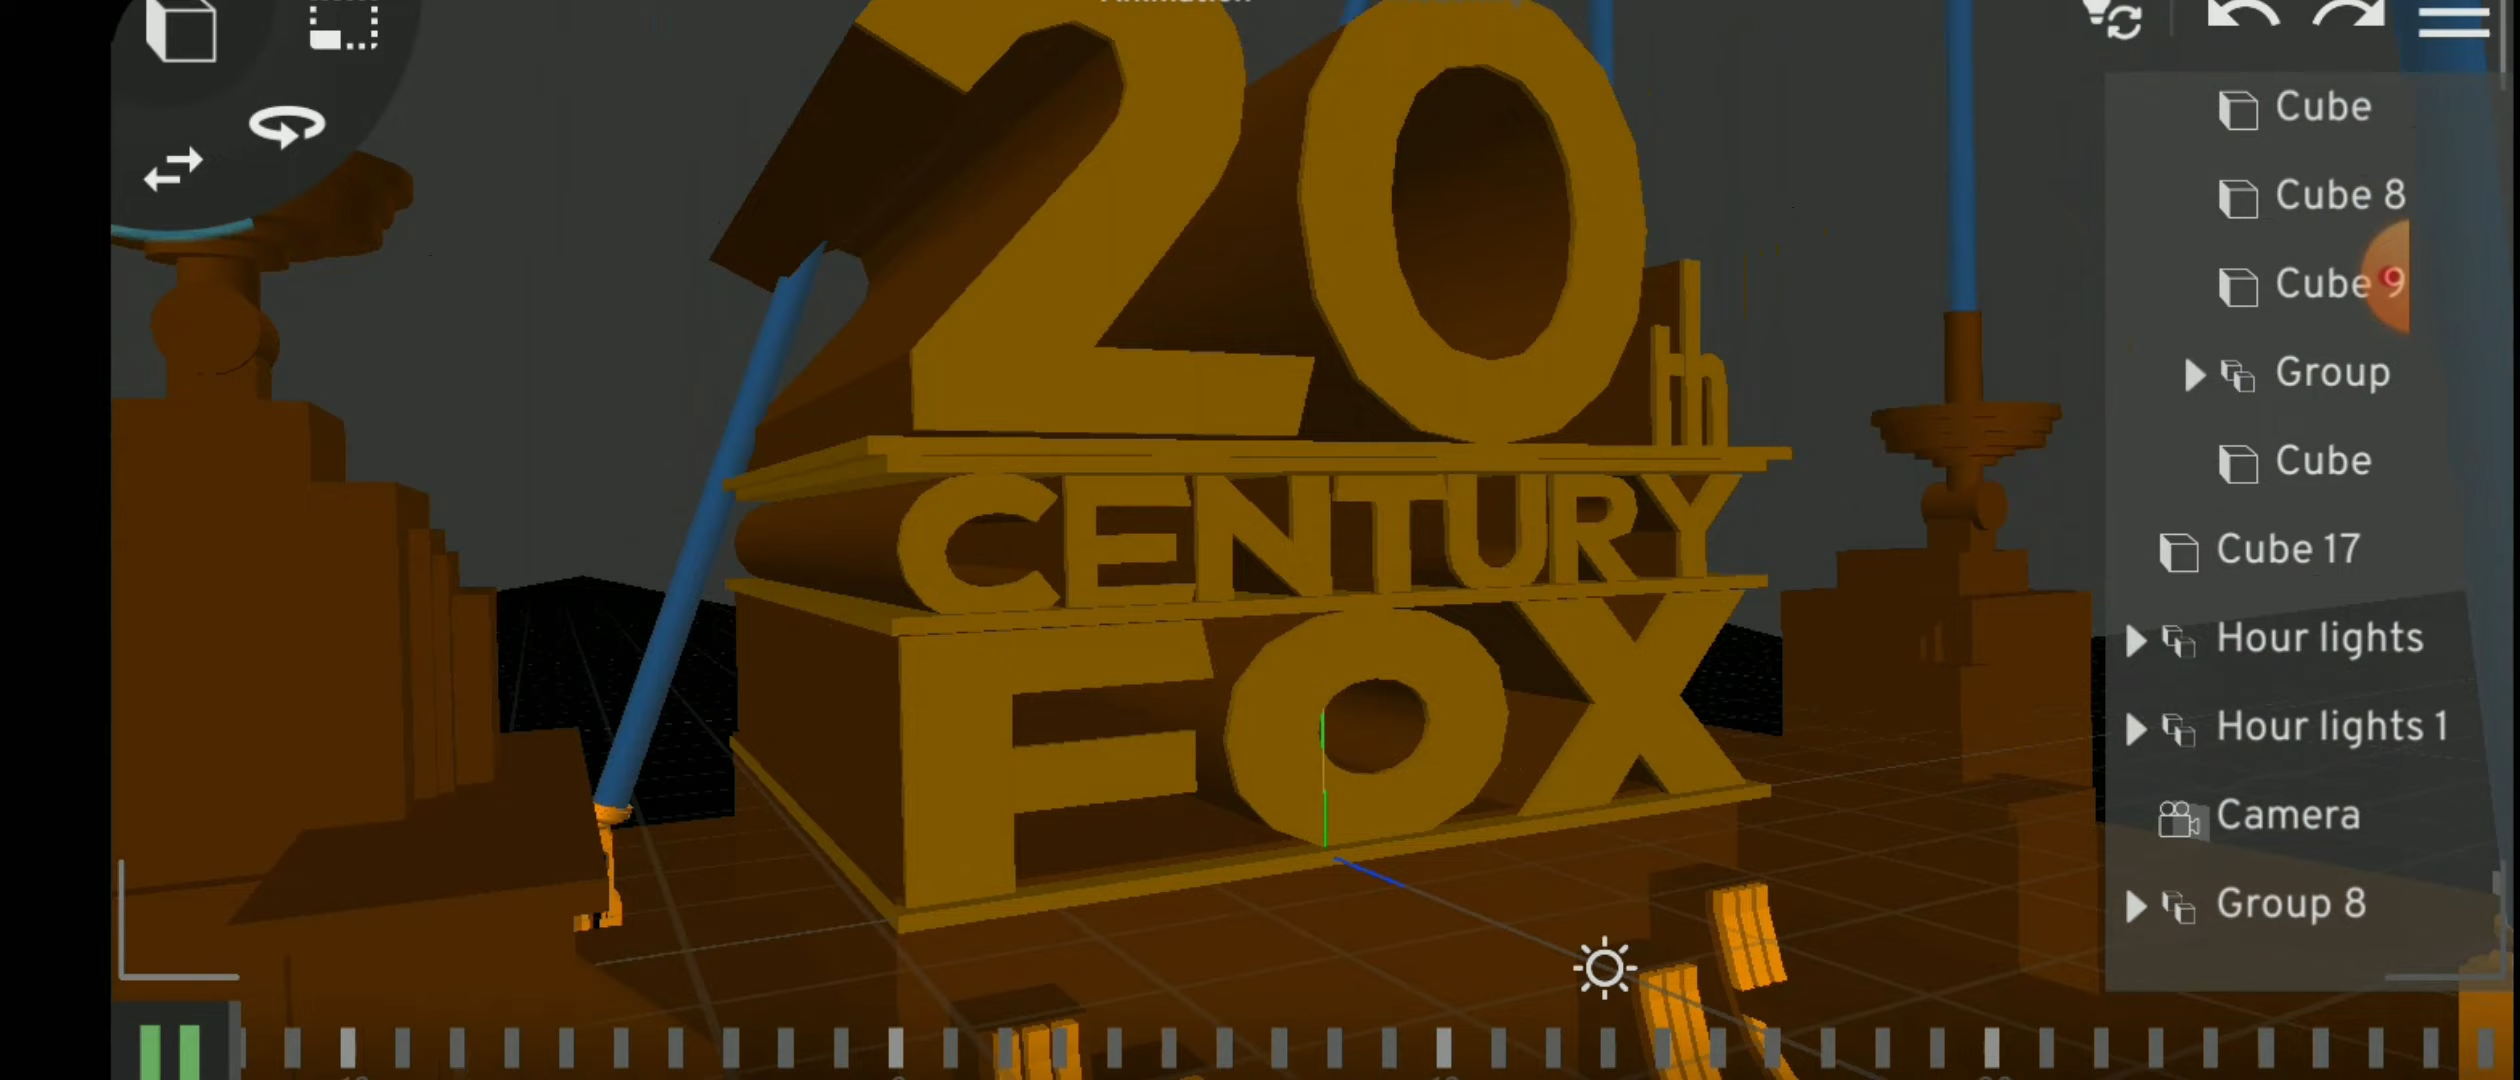 Animation
20th
CENTURY
FOX
Cube
Cube 8
Cube 9
Group
Cube
Cube 17
Hour lights
Hour lights 1
Camera
Group 8